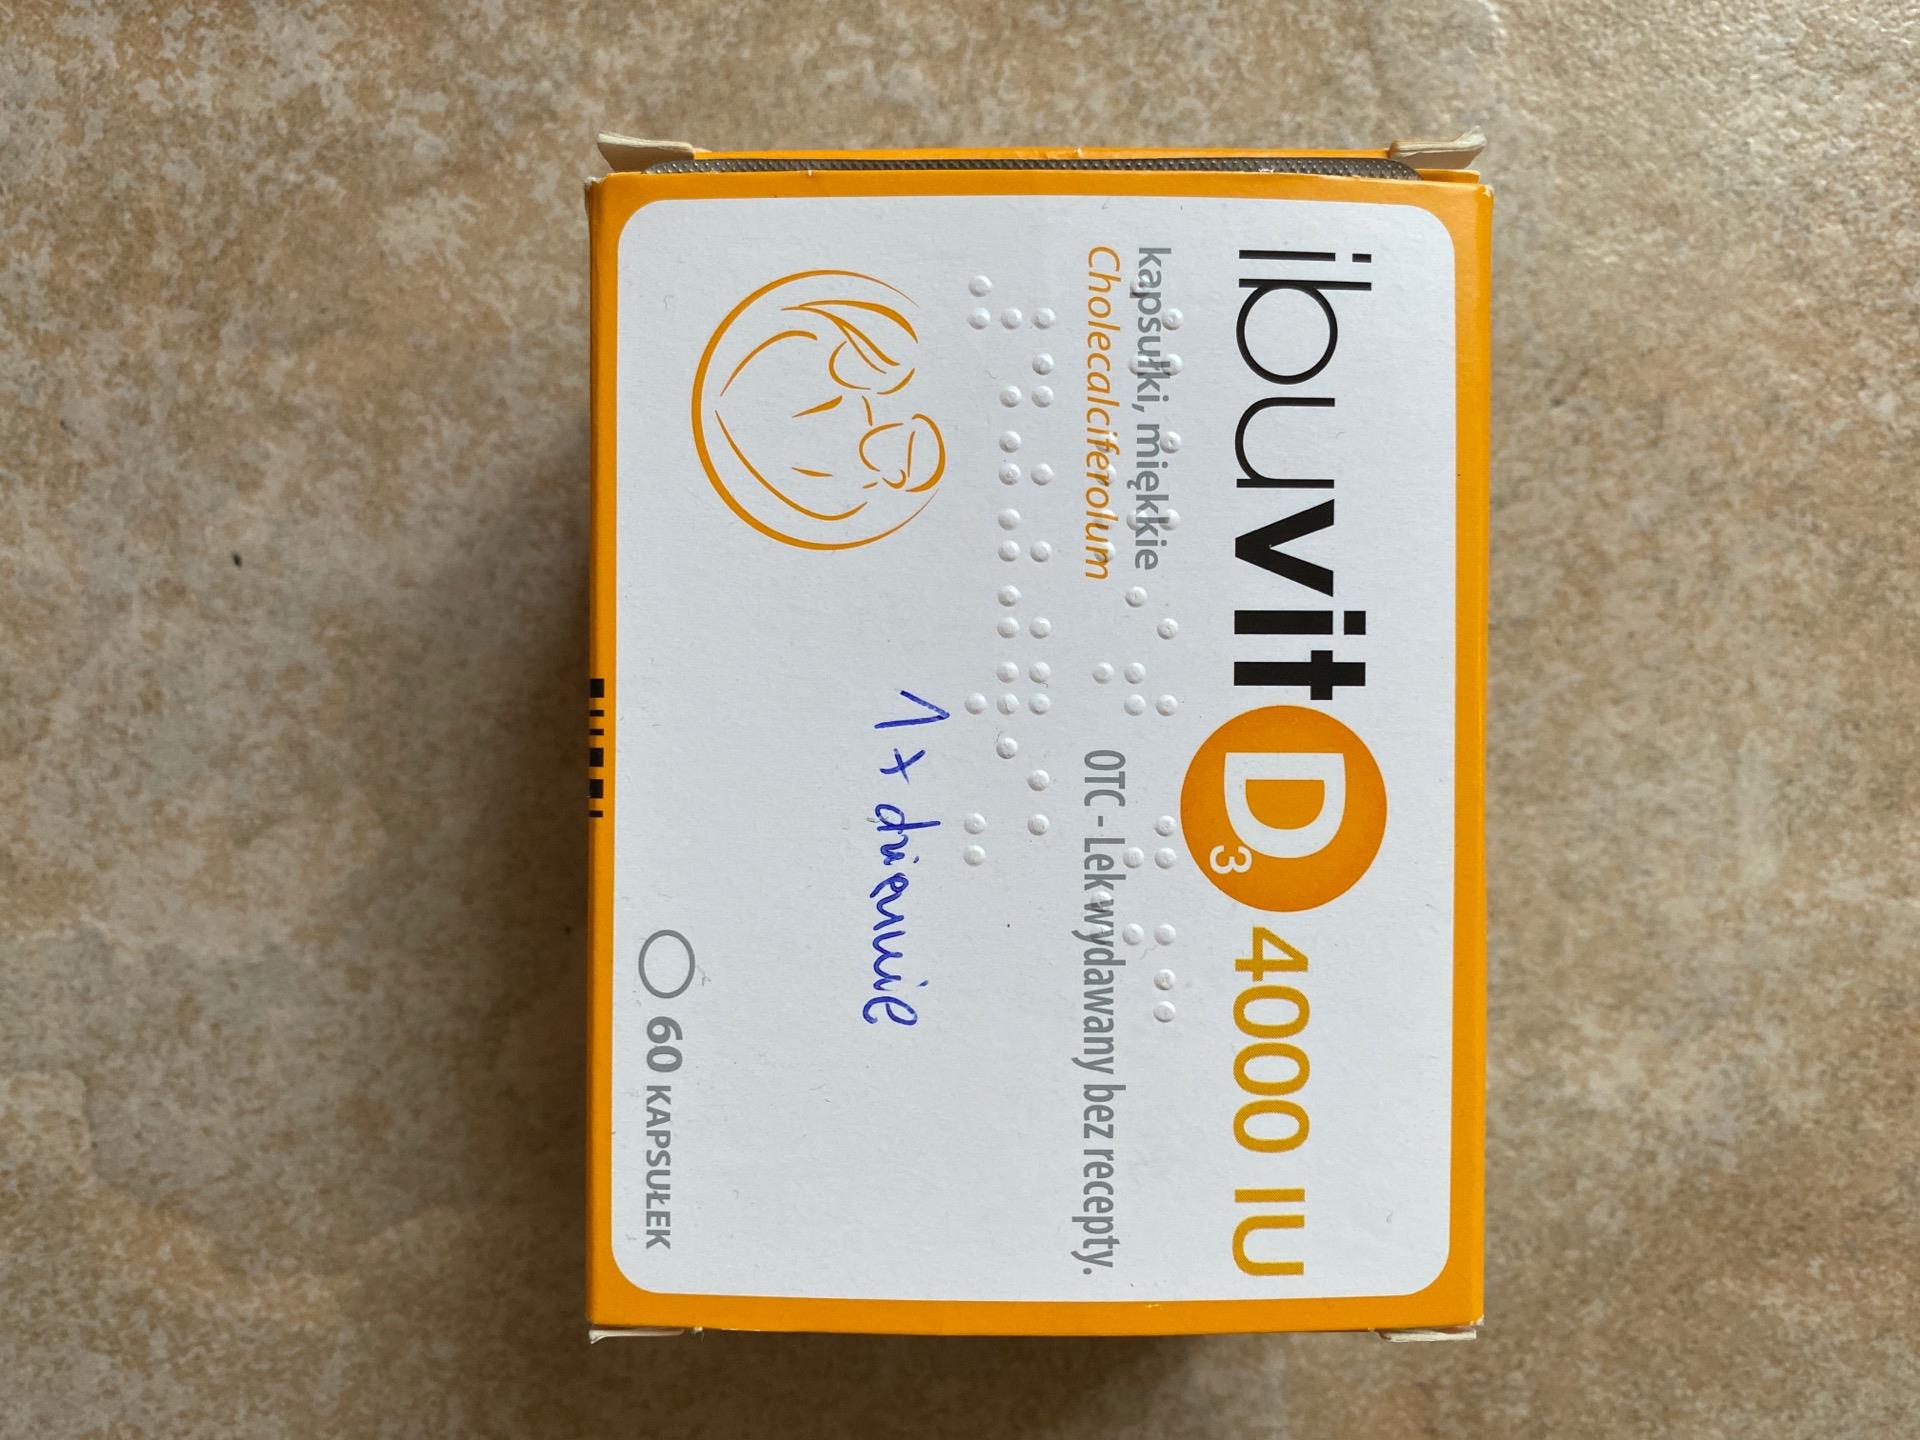 ibuvit D3 4000 IU
kapsułki, miękkie
Cholecalciferolum
OTC - Lek wydawany bez recepty.
1 x dziennie
60 KAPSUŁEK